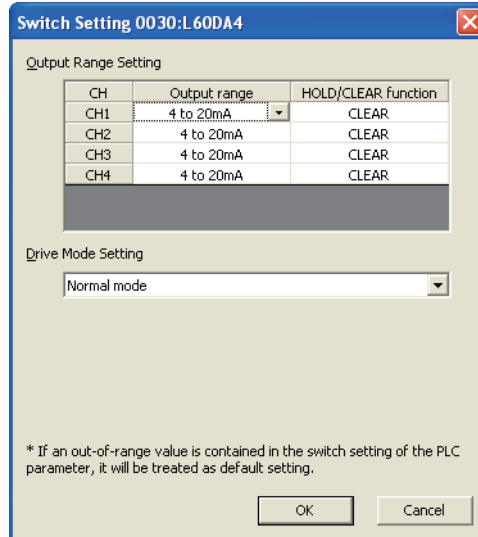 Switch Setting 0030:L60DA4
Output Range Setting
CH Output range HOLD/CLEAR function
CH1 4 to 20mA CLEAR
CH2 4 to 20mA CLEAR
CH3 4 to 20mA CLEAR
CH4 4 to 20mA CLEAR
Drive Mode Setting
Normal mode
* If an out-of-range value is contained in the switch setting of the PLC
parameter, it will be treated as default setting.
OK Cancel